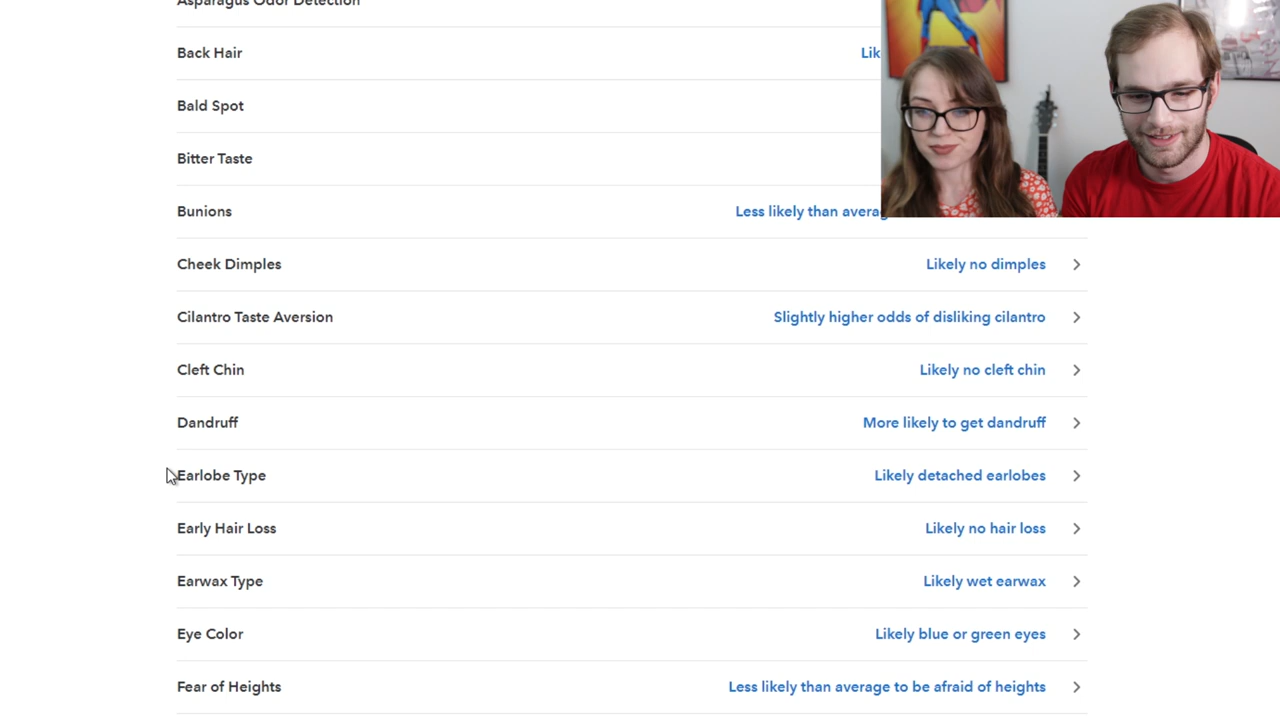 Asparagus Odor Detection
Back Hair Lik
Bald Spot
Bitter Taste
Bunions Less likely than averag
Cheek Dimples Likely no dimples
Cilantro Taste Aversion Slightly higher odds of disliking cilantro
Cleft Chin Likely no cleft chin
Dandruff More likely to get dandruff
Earlobe Type Likely detached earlobes
Early Hair Loss Likely no hair loss
Earwax Type Likely wet earwax
Eye Color Likely blue or green eyes
Fear of Heights Less likely than average to be afraid of heights